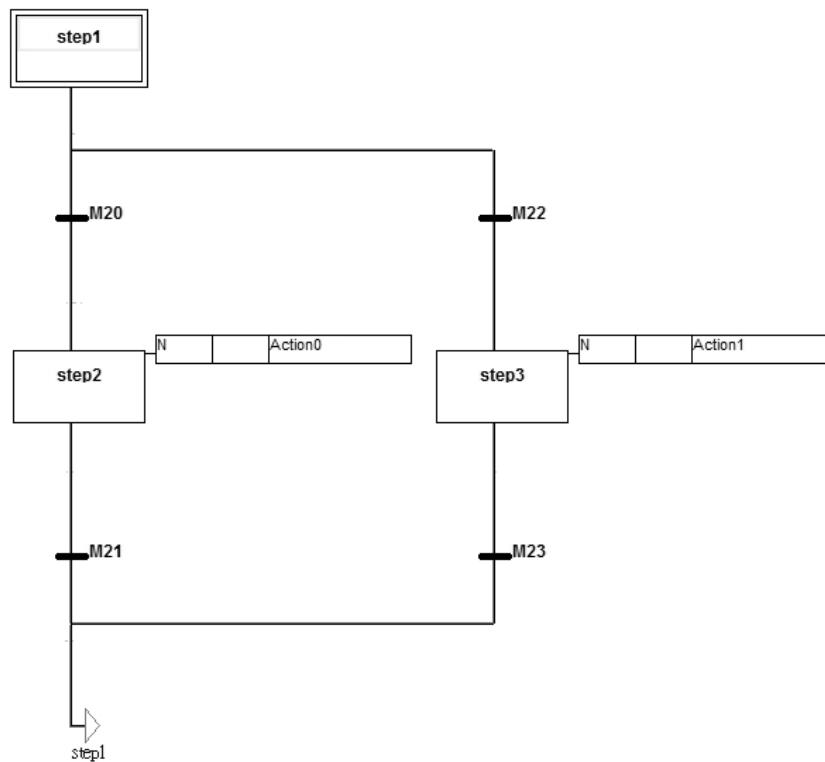 step1
M20
M22
N Action0
N Action1
step2
step3
M21
M23
step1